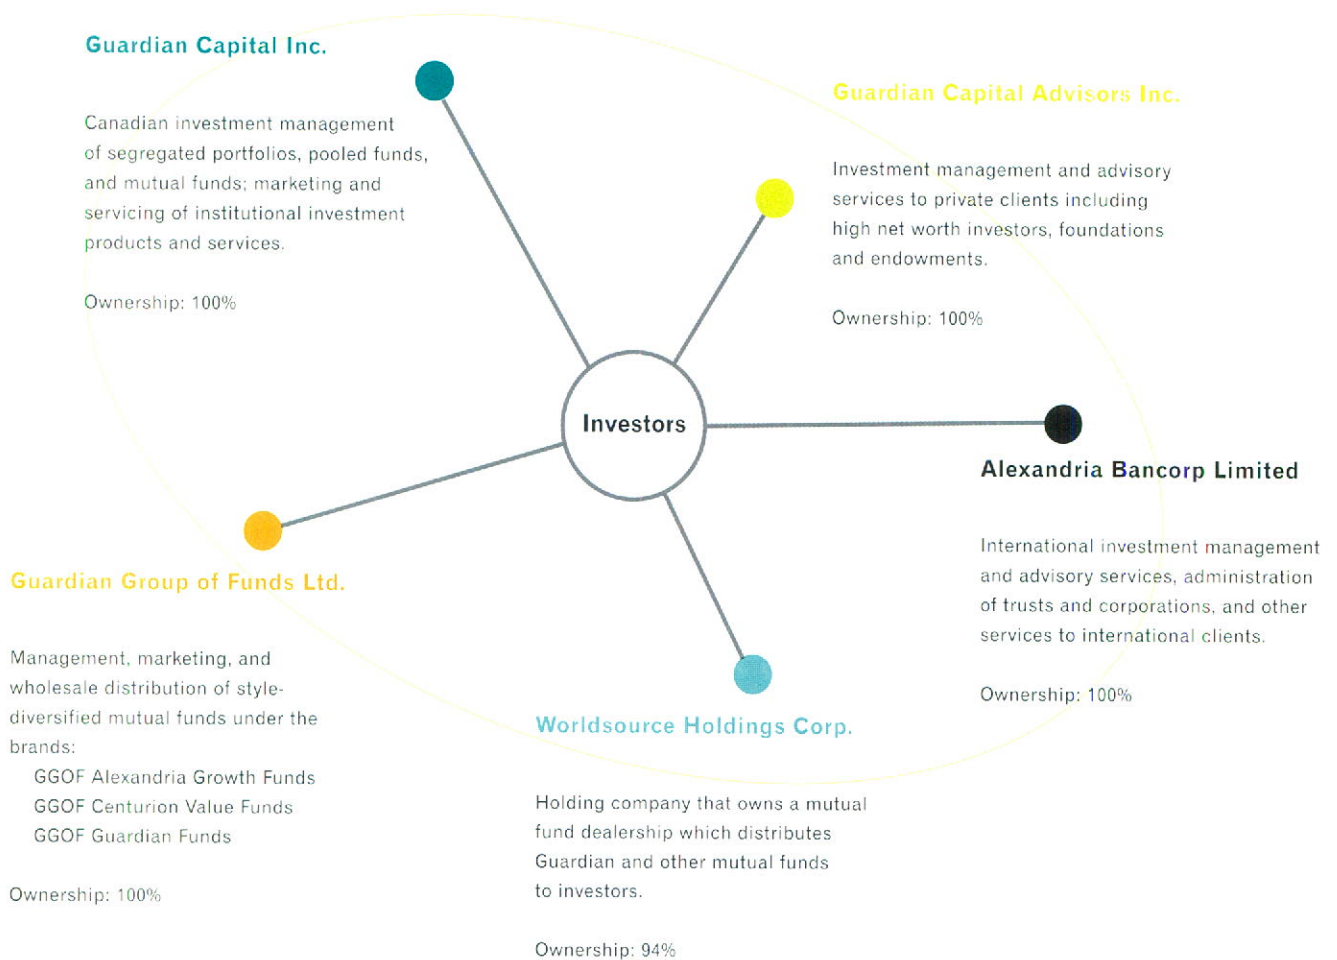 Guardian Capital Inc.
Canadian investment management
of segregated portfolios, pooled funds,
and mutual funds; marketing and
servicing of institutional investment
products and services.
Ownership: 100%
Guardian Capital Advisors Inc.
Investment management and advisory
services to private clients including
high net worth investors, foundations
and endowments.
Ownership: 100%
Investors
Alexandria Bancorp Limited
International investment management
and advisory services, administration
of trusts and corporations, and other
services to international clients.
Ownership: 100%
Guardian Group of Funds Ltd.
Management, marketing, and
wholesale distribution of style-
diversified mutual funds under the
brands:
GGOF Alexandria Growth Funds
GGOF Centurion Value Funds
GGOF Guardian Funds
Ownership: 100%
Worldsource Holdings Corp.
Holding company that owns a mutual
fund dealership which distributes
Guardian and other mutual funds
to investors.
Ownership: 94%